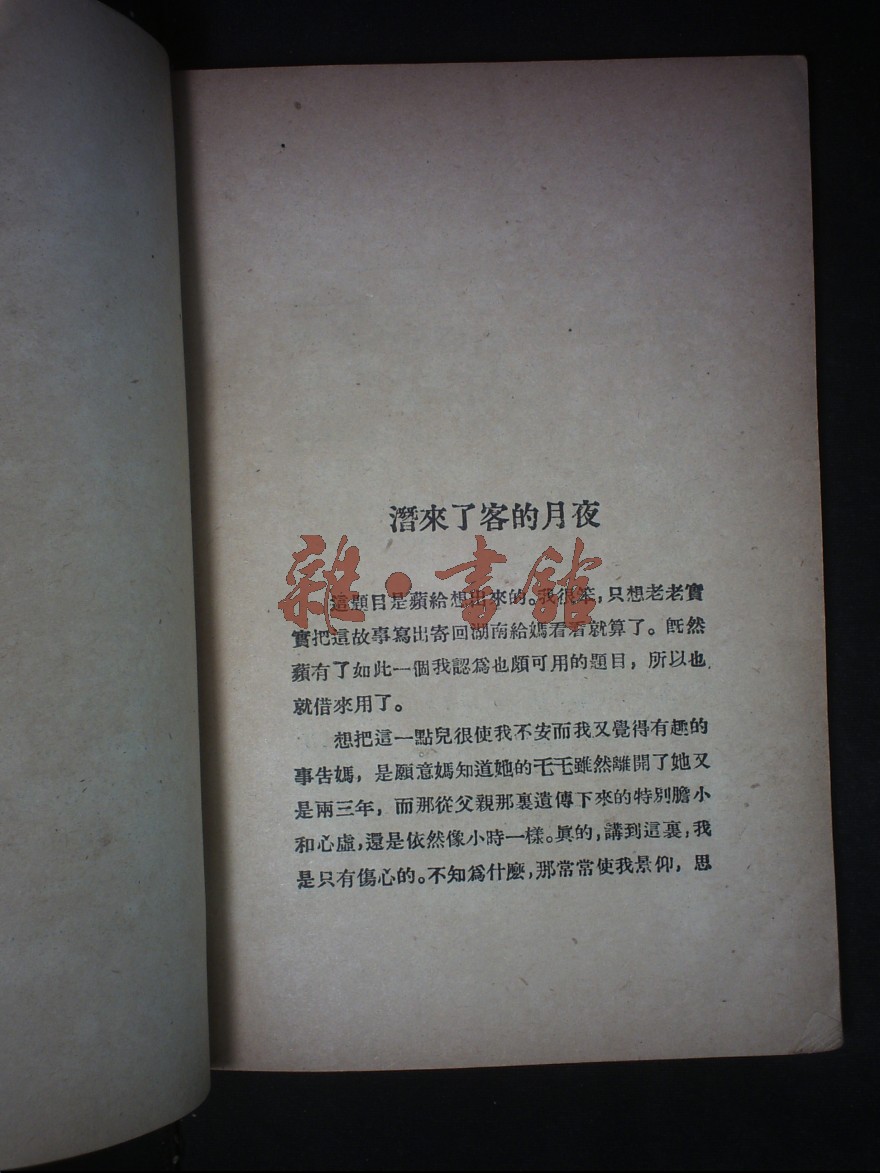 潛來了客的月夜
雜·書館
這題目是蘋給想出來的。我很笨，只想老老實
實把這故事寫出寄回湖南給媽看看就算了。旣然
蘋有了如此一個我認爲也頗可用的題目，所以也
就借來用了。
想把這一點兒很使我不安而我又覺得有趣的
事告媽，是願意媽知道她的毛毛雖然離開了她又
是兩三年，而那從父親那裏遺傳下來的特別膽小
和心虛，還是依然像小時一樣。眞的，講到這裏，我
是只有傷心的。不知爲什麼，那常常使我景仰，思